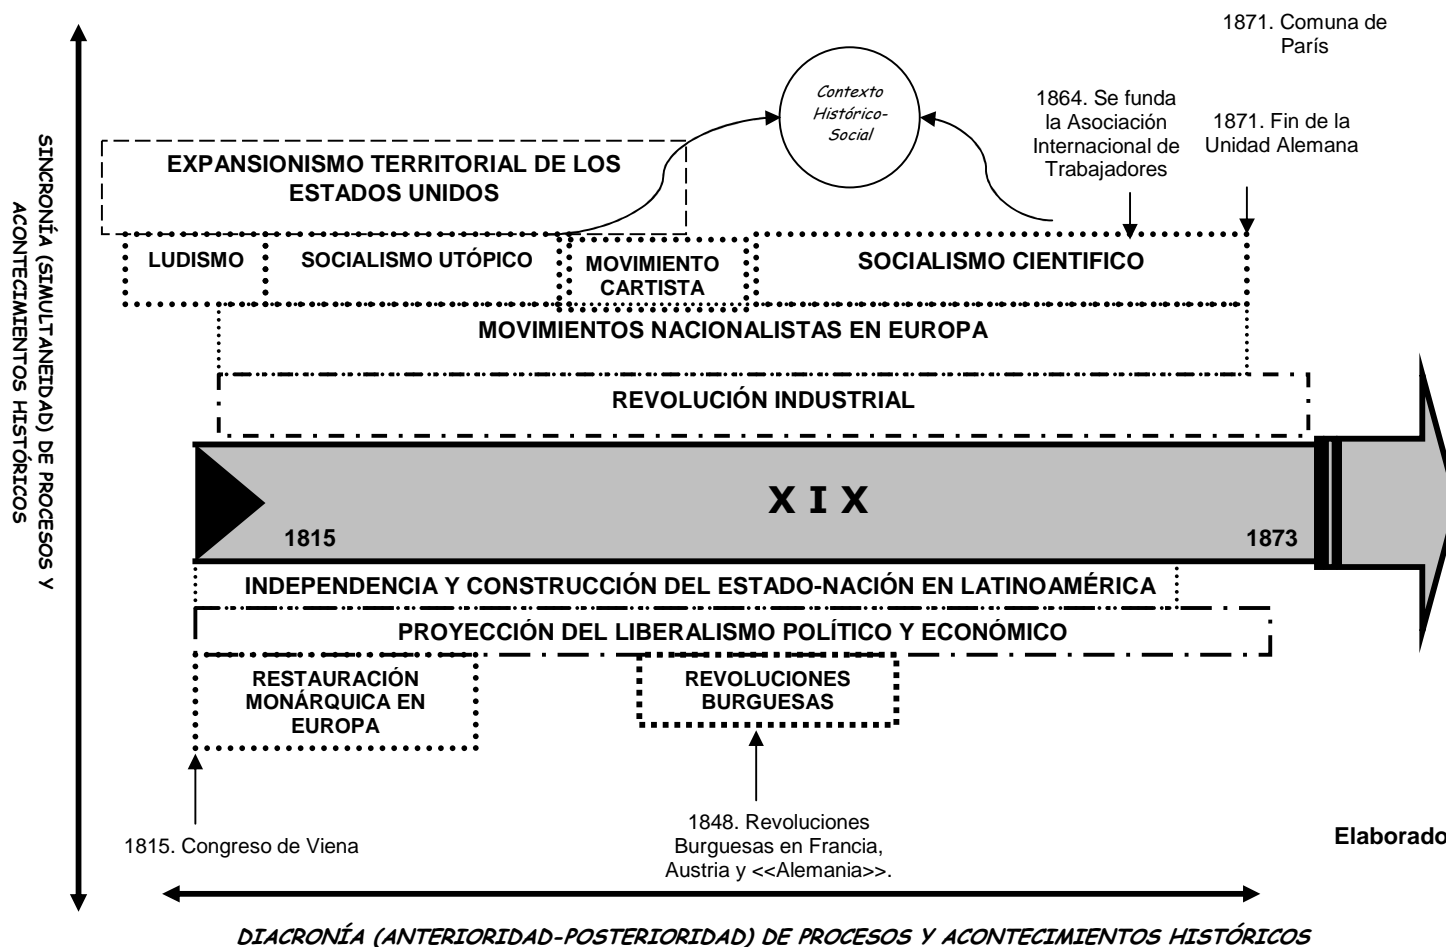 1871. Comuna de
París
Contexto
Histórico-
Social
1864. Se funda
la Asociación
Internacional de
Trabajadores
1871. Fin de la
Unidad Alemana
SINCRONÍA (SIMULTANEIDAD) DE PROCESOS Y
ACONTECIMIENTOS HISTÓRICOS
EXPANSIONISMO TERRITORIAL DE LOS
ESTADOS UNIDOS
LUDISMO
SOCIALISMO UTÓPICO
MOVIMIENTO
CARTISTA
SOCIALISMO CIENTIFICO
MOVIMIENTOS NACIONALISTAS EN EUROPA
REVOLUCIÓN INDUSTRIAL
X I X
1815
1873
INDEPENDENCIA Y CONSTRUCCIÓN DEL ESTADO-NACIÓN EN LATINOAMÉRICA
PROYECCIÓN DEL LIBERALISMO POLÍTICO Y ECONÓMICO
RESTAURACIÓN
MONÁRQUICA EN
EUROPA
REVOLUCIONES
BURGUESAS
1815. Congreso de Viena
1848. Revoluciones
Burguesas en Francia,
Austria y <<Alemania>>.
Elaborado
DIACRONÍA (ANTERIORIDAD-POSTERIORIDAD) DE PROCESOS Y ACONTECIMIENTOS HISTÓRICOS